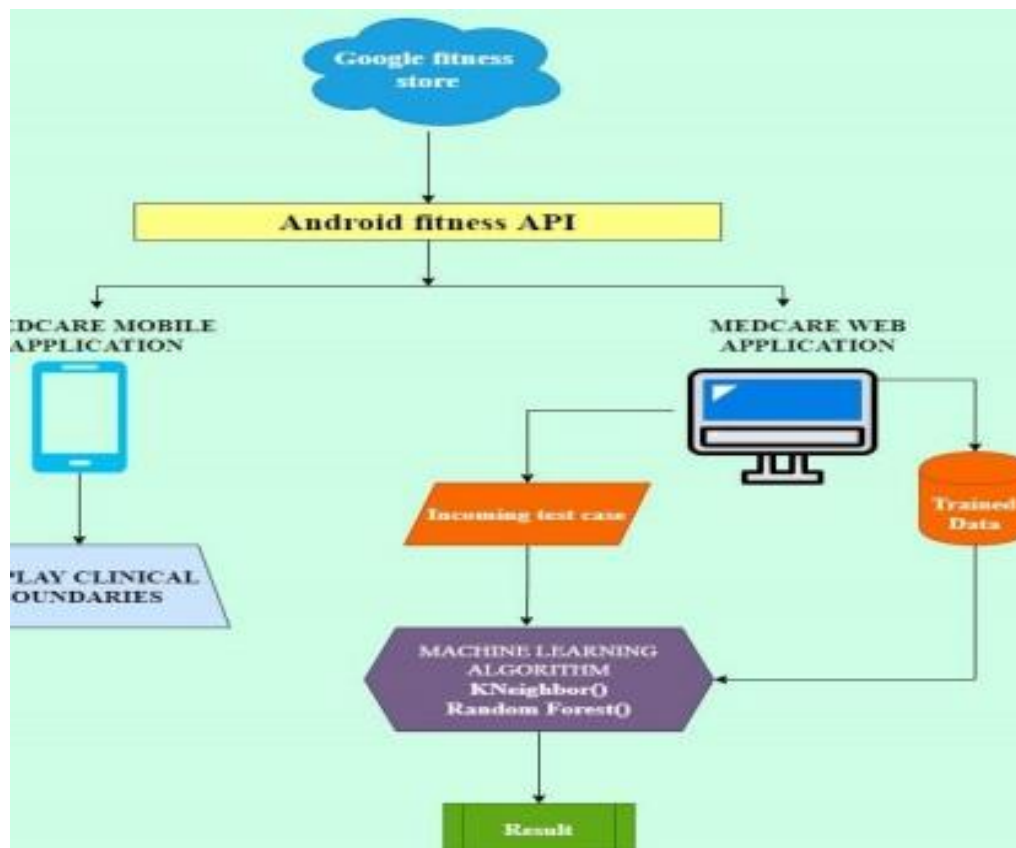 Google fitness
store
Android fitness API
EDCARE MOBILE
APPLICATION
MEDCARE WEB
APPLICATION
Incoming test case
Trained
Data
PLAY CLINICAL
OUNDARIES
MACHINE LEARNING
ALGORITHM
KNeighbor()
Random Forest()
Result